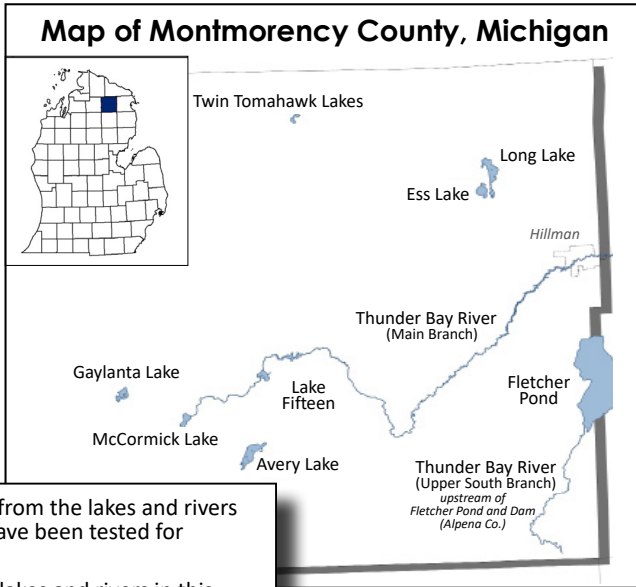 Map of Montmorency County, Michigan
Twin Tomahawk Lakes
Long Lake
Ess Lake
Hillman
Thunder Bay River
(Main Branch)
Gaylanta Lake
Lake
Fifteen
Fletcher
Pond
McCormick Lake
Avery Lake
Thunder Bay River
(Upper South Branch)
upstream of
Fletcher Pond and Dam
(Alpena Co.)
from the lakes and rivers
ave been tested for
lakes and rivers in this